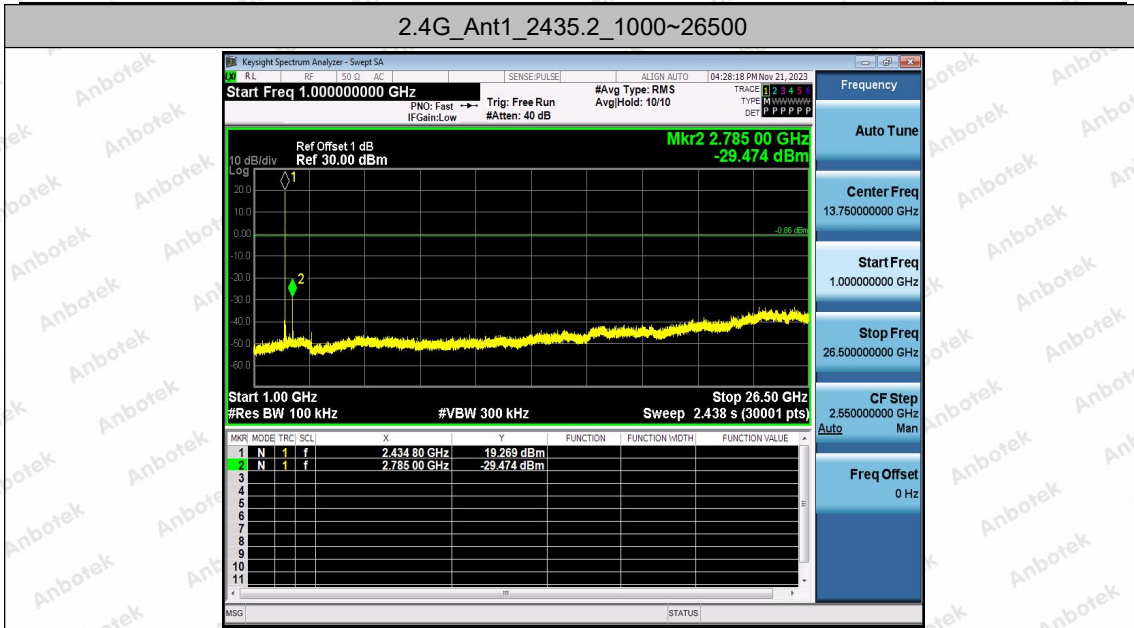 2.4G_Ant1_2435.2_1000~26500
Keysight Spectrum Analyzer - Swept SA
LXI RL RF 50 Ω AC SENSE:PULSE ALIGN AUTO 04:28:18 PM Nov 21, 2023
Start Freq 1.000000000 GHz
PNO: Fast
IFGain:Low
Trig: Free Run
#Atten: 40 dB
#Avg Type: RMS
Avg|Hold: 10/10
TRACE 1 2 3 4 5 6
TYPE M WWWWW
DET P P P P P P
Ref Offset 1 dB
10 dB/div Ref 30.00 dBm
Log
Mkr2 2.785 00 GHz
-29.474 dBm
1
20.0
10.0
0.00
-0.86 dBm
-10.0
-20.0
2
-30.0
-40.0
-50.0
-60.0
Start 1.00 GHz Stop 26.50 GHz
#Res BW 100 kHz #VBW 300 kHz Sweep 2.438 s (30001 pts)
MKR MODE TRC SCL X Y FUNCTION FUNCTION WIDTH FUNCTION VALUE
1 N 1 f 2.434 80 GHz 19.269 dBm
2 N 1 f 2.785 00 GHz -29.474 dBm
3
4
5
6
7
8
9
10
11
MSG STATUS
Frequency
Auto Tune
Center Freq
13.750000000 GHz
Start Freq
1.000000000 GHz
Stop Freq
26.500000000 GHz
CF Step
2.550000000 GHz
Auto Man
Freq Offset
0 Hz
Anbotek